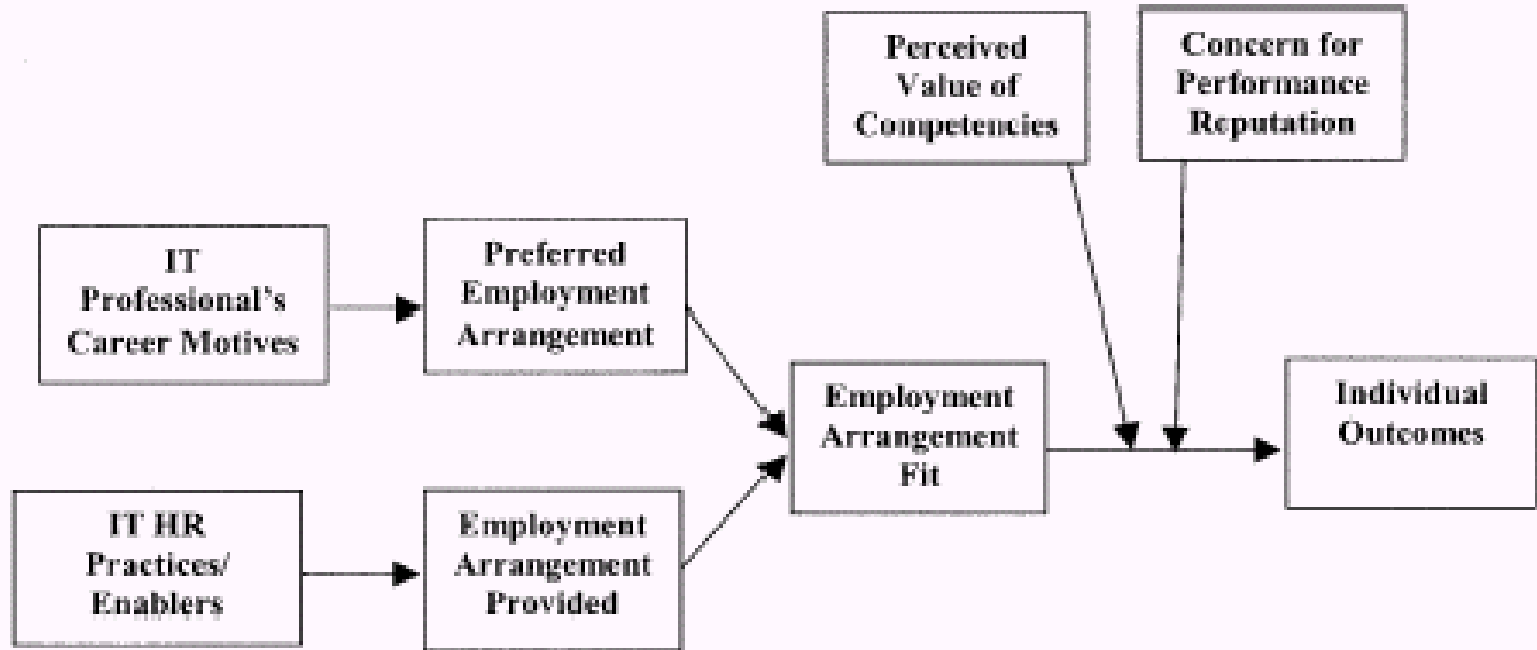 Perceived
Value of
Competencies
Concern for
Performance
Reputation
IT
Professional's
Career Motives
Preferred
Employment
Arrangement
Employment
Arrangement
Fit
Individual
Outcomes
IT HR
Practices/
Enablers
Employment
Arrangement
Provided